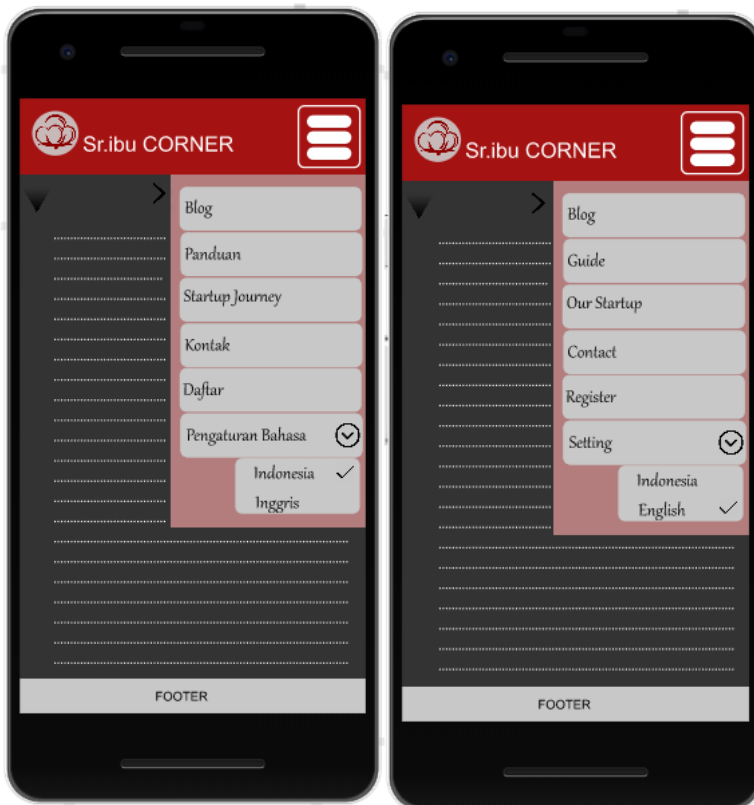 Sr.ibu CORNER
Blog
Panduan
Startup Journey
Kontak
Daftar
Pengaturan Bahasa
Indonesia
Inggris
FOOTER
Sr.ibu CORNER
Blog
Guide
Our Startup
Contact
Register
Setting
Indonesia
English
FOOTER